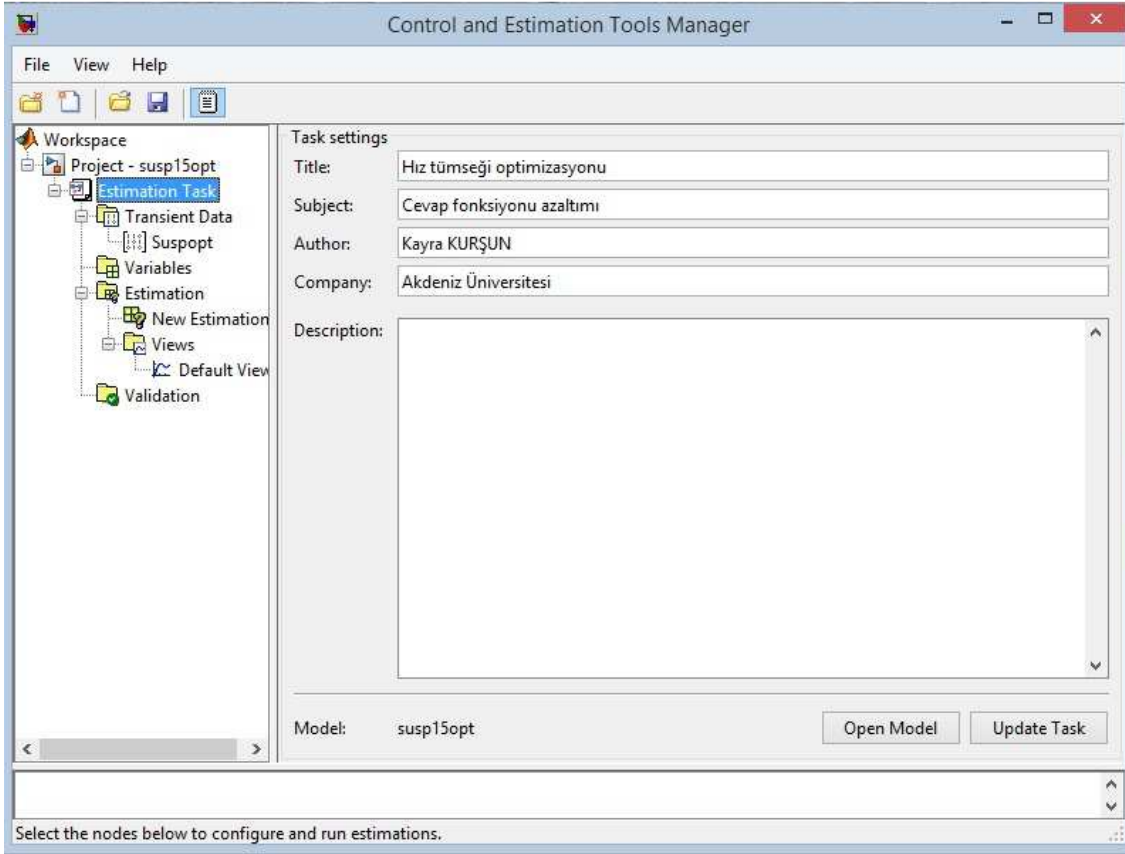 Control and Estimation Tools Manager
File View Help
Workspace
Project - susp15opt
Estimation Task
Transient Data
Suspopt
Variables
Estimation
New Estimation
Views
Default View
Validation
Task settings
Title: Hız tümseği optimizasyonu
Subject: Cevap fonksiyonu azaltımı
Author: Kayra KURŞUN
Company: Akdeniz Üniversitesi
Description:
Model: susp15opt Open Model Update Task
Select the nodes below to configure and run estimations.